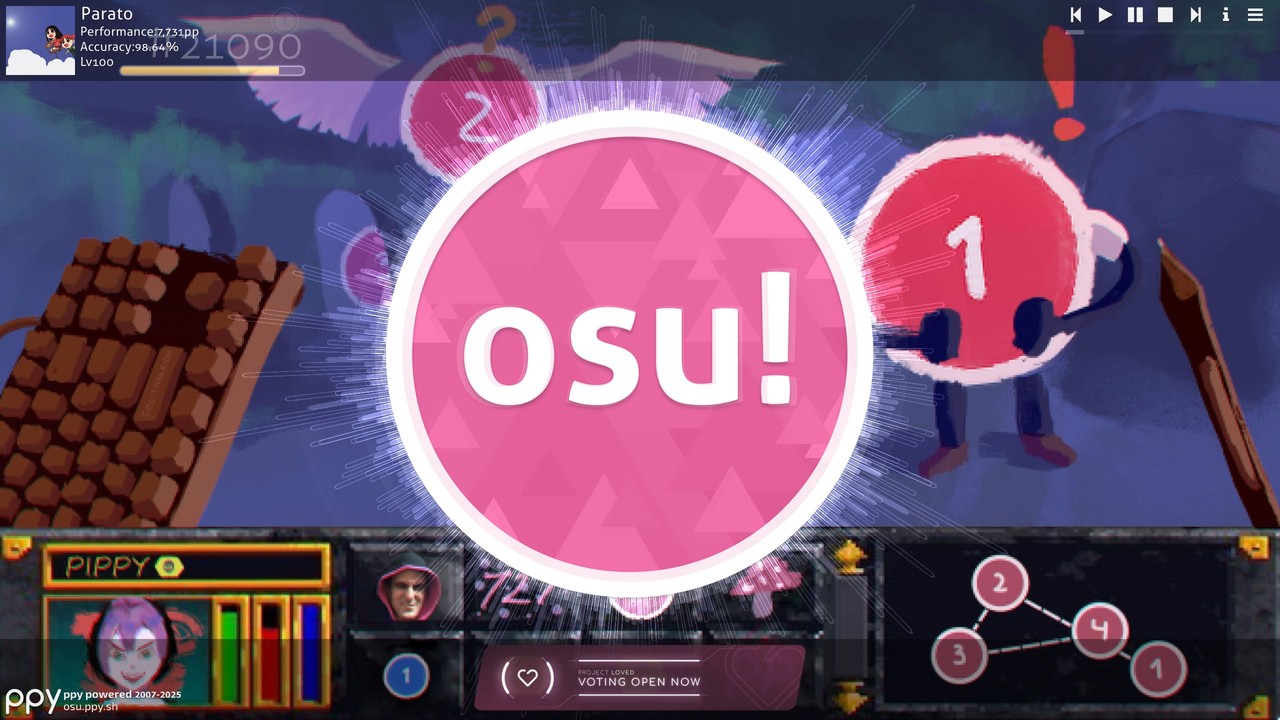 Parato
Performance:7,731pp
Accuracy:98.64%
Lv100
#21090
?
2
!
1
osu!
PIPPY
727
1
2
4
3
1
PROJECT LOVED
VOTING OPEN NOW
ppy
ppy powered 2007-2025
osu.ppy.sh